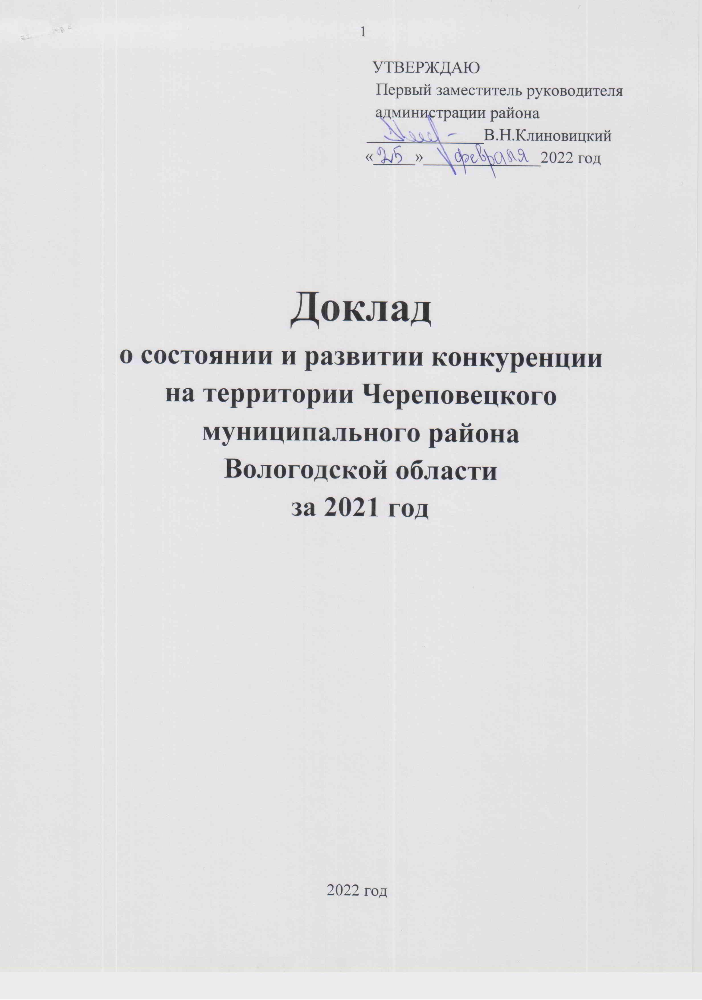 1
УТВЕРЖДАЮ
Первый заместитель руководителя
администрации района
_______________В.Н.Клиновицкий
«25» февраля 2022 год
Доклад
о состоянии и развитии конкуренции
на территории Череповецкого
муниципального района
Вологодской области
за 2021 год
2022 год